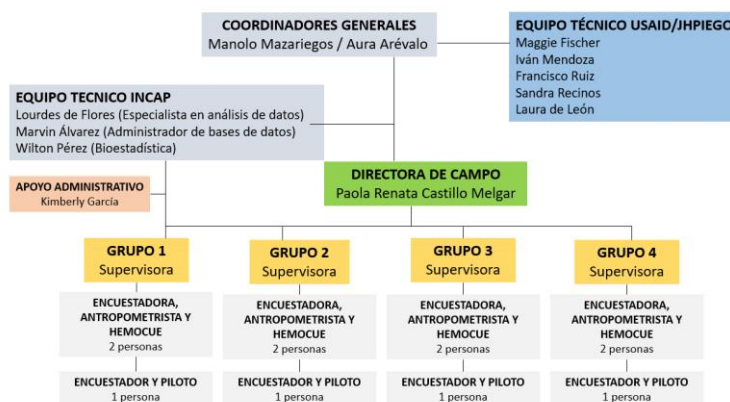 COORDINADORES GENERALES
Manolo Mazariegos / Aura Arévalo
EQUIPO TÉCNICO USAID/JHPIEGO
Maggie Fischer
Iván Mendoza
Francisco Ruiz
Sandra Recinos
Laura de León
EQUIPO TECNICO INCAP
Lourdes de Flores (Especialista en análisis de datos)
Marvin Álvarez (Administrador de bases de datos)
Wilton Pérez (Bioestadística)
DIRECTORA DE CAMPO
Paola Renata Castillo Melgar
APOYO ADMINISTRATIVO
Kimberly García
GRUPO 1
Supervisora
ENCUESTADORA,
ANTROPOMETRISTA Y
HEMOCUE
2 personas
ENCUESTADOR Y PILOTO
1 persona
GRUPO 2
Supervisora
ENCUESTADORA,
ANTROPOMETRISTA Y
HEMOCUE
2 personas
ENCUESTADOR Y PILOTO
1 persona
GRUPO 3
Supervisora
ENCUESTADORA,
ANTROPOMETRISTA Y
HEMOCUE
2 personas
ENCUESTADOR Y PILOTO
1 persona
GRUPO 4
Supervisora
ENCUESTADORA,
ANTROPOMETRISTA Y
HEMOCUE
2 personas
ENCUESTADOR Y PILOTO
1 persona